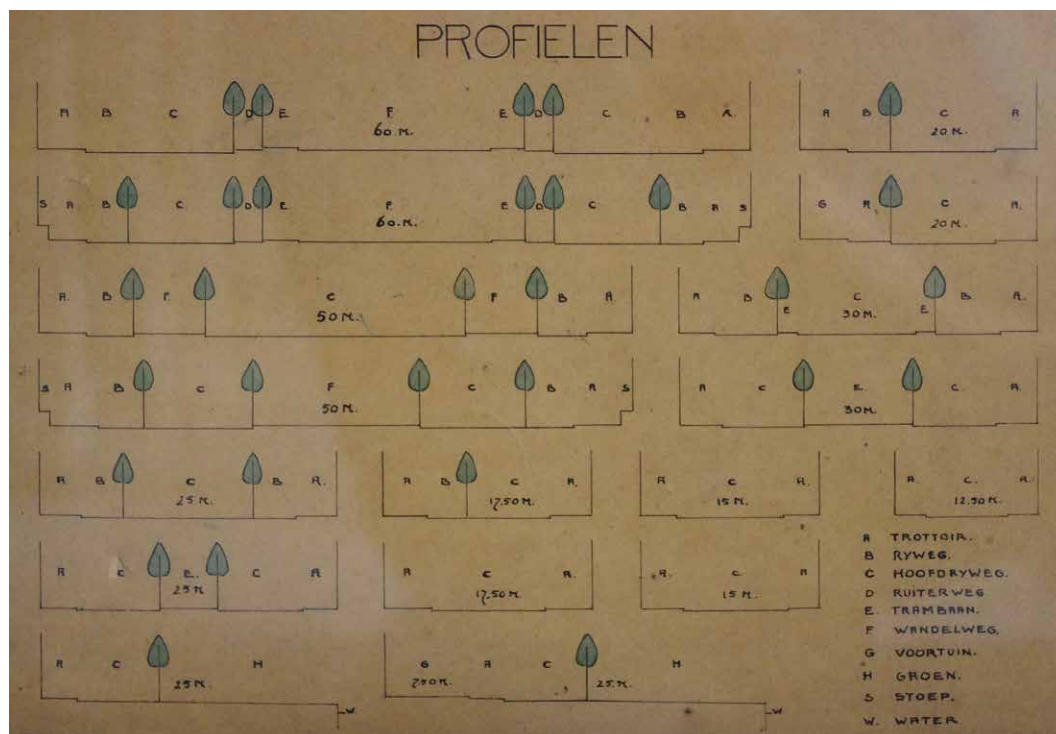 PROFIELEN
A B C D E F E D C B A.
60 M.
A B C A
20 M.
S A B C. D E. F E D C B A S
60 M.
G A C A.
20 M.
A. B F. C F B A.
50 M.
A B E C E B A.
30 M.
S A B C F C B A S
50 M.
A C E. C A.
30 M.
A B C B A.
25 M.
A B C A.
17.50 M.
A C A.
15 M.
A. C. A.
12.50 M.
A C E. C A
25 M
A C A.
17,50 M.
A. C A
15 M.
A C H
25 M.
W.
G A C H
7,50 M. 25. M.
W
A TROTTOIR.
B RYWEG.
C HOOFDRYWEG.
D RUITERWEG
E. TRAMBAAN.
F WANDELWEG,
G VOORTUIN.
H GROEN.
S STOEP.
W. WATER